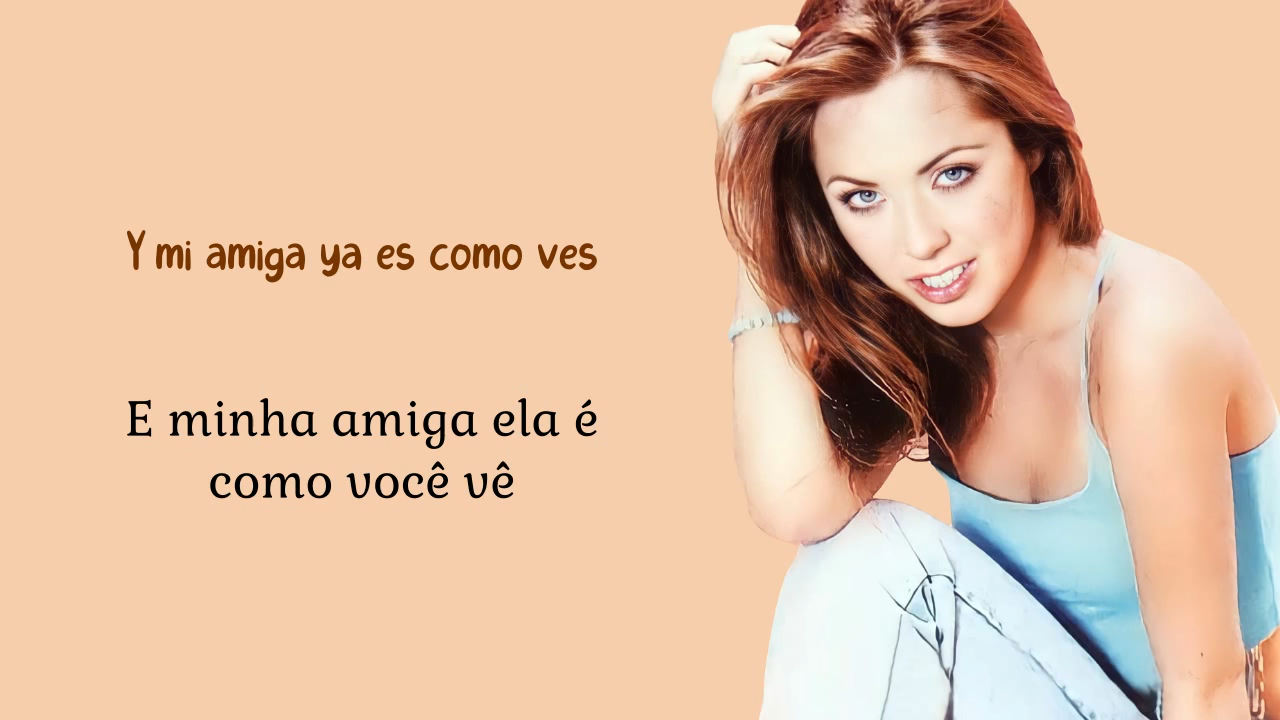 Y mi amiga ya es como ves
E minha amiga ela é
como você vê